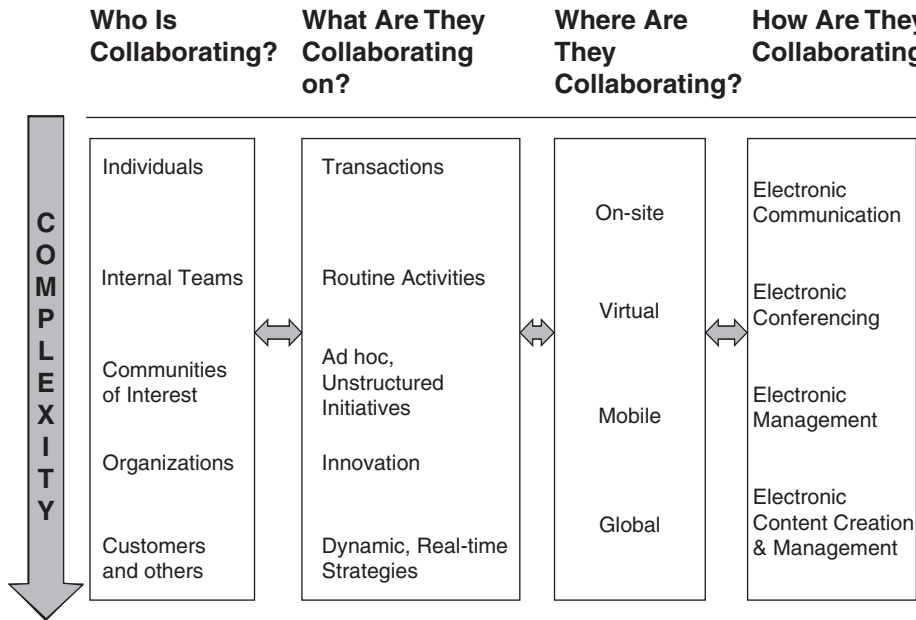 Who Is
Collaborating?
What Are They
Collaborating
on?
Where Are
They
Collaborating?
How Are They
Collaborating
COMPLEXITY
Individuals
Internal Teams
Communities
of Interest
Organizations
Customers
and others
Transactions
Routine Activities
Ad hoc,
Unstructured
Initiatives
Innovation
Dynamic, Real-time
Strategies
On-site
Virtual
Mobile
Global
Electronic
Communication
Electronic
Conferencing
Electronic
Management
Electronic
Content Creation
& Management